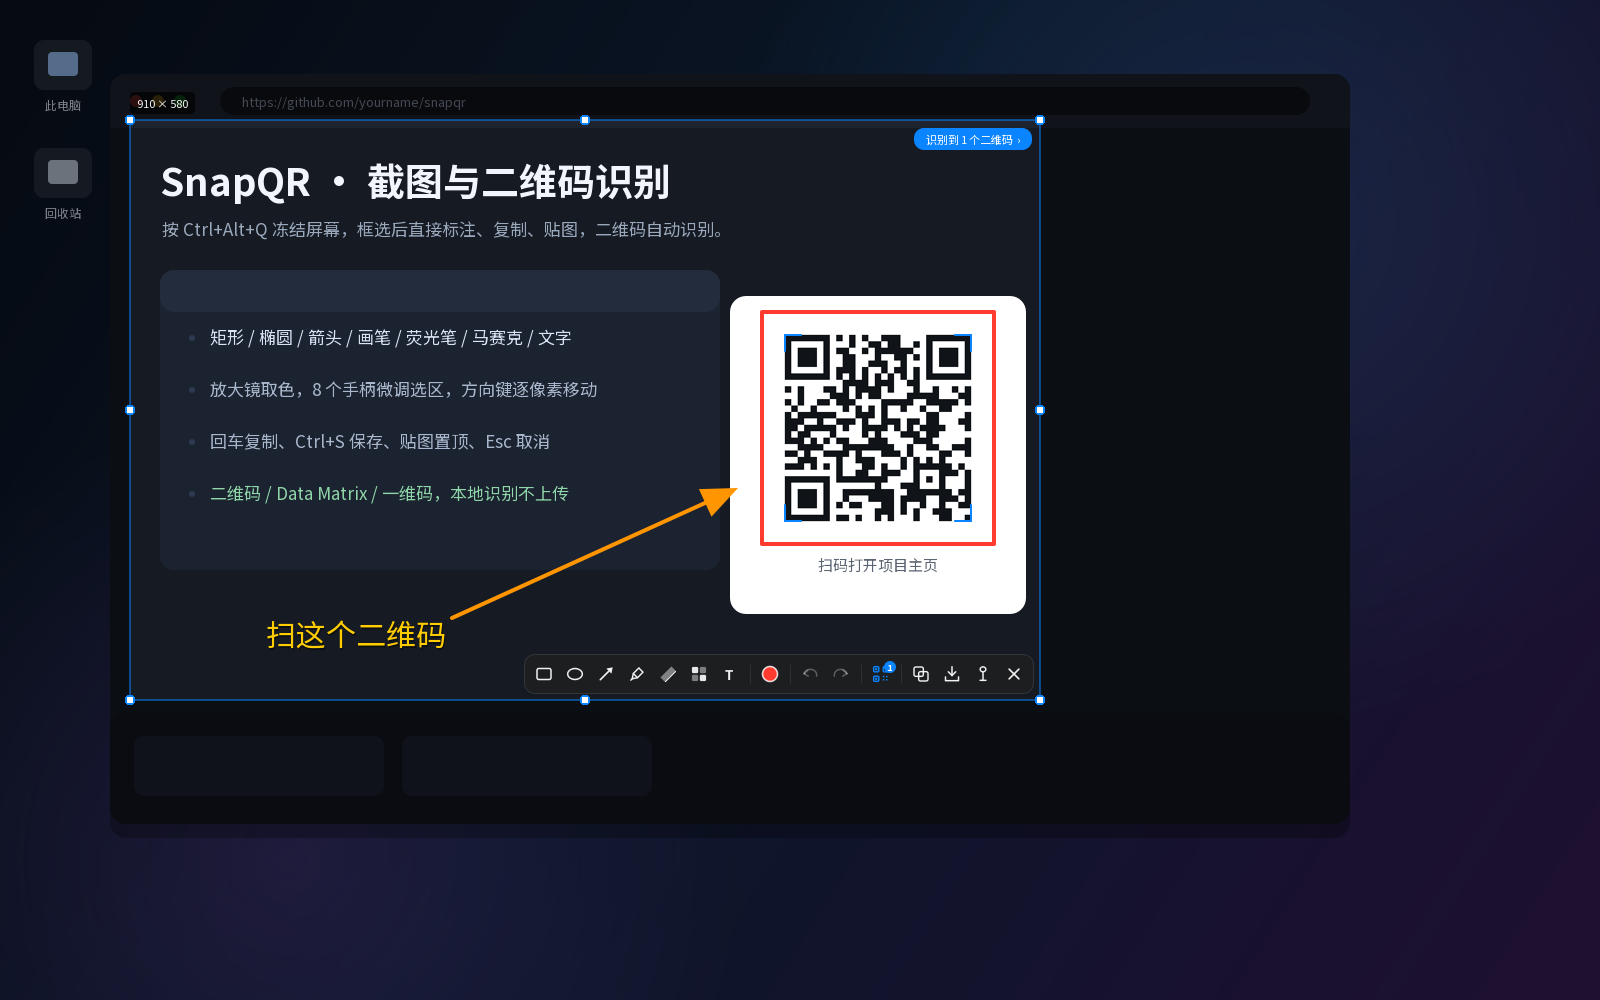 此电脑
回收站
910 × 580
https://github.com/yourname/snapqr
识别到 1 个二维码 ›
SnapQR · 截图与二维码识别
按 Ctrl+Alt+Q 冻结屏幕，框选后直接标注、复制、贴图，二维码自动识别。
矩形 / 椭圆 / 箭头 / 画笔 / 荧光笔 / 马赛克 / 文字
放大镜取色，8 个手柄微调选区，方向键逐像素移动
回车复制、Ctrl+S 保存、贴图置顶、Esc 取消
二维码 / Data Matrix / 一维码，本地识别不上传
扫码打开项目主页
扫这个二维码
T
1